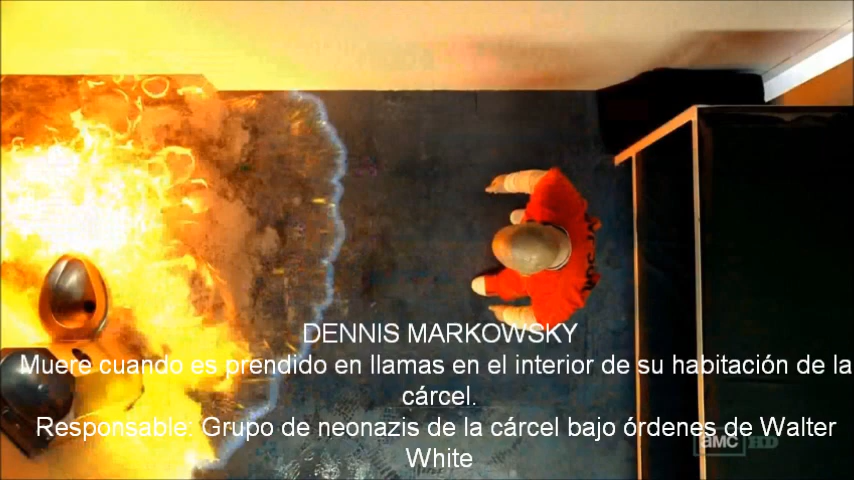 DENNIS MARKOWSKY
Muere cuando es prendido en llamas en el interior de su habitación de la
cárcel.
Responsable: Grupo de neonazis de la cárcel bajo órdenes de Walter
White
aMC HD